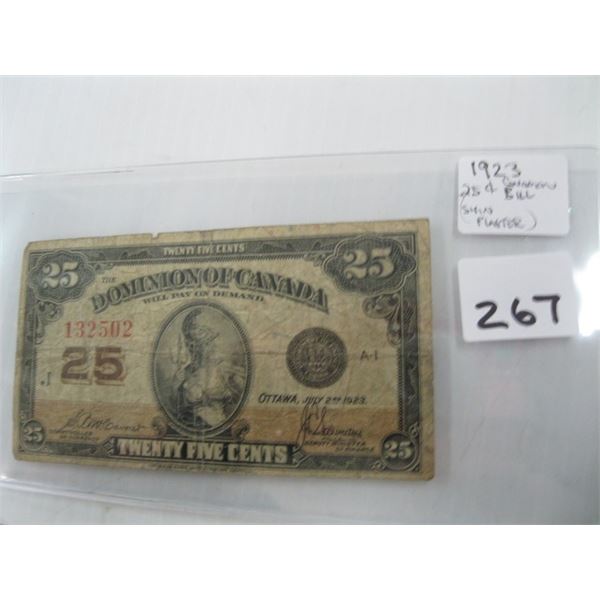 1923
25 ¢ Canadian
BILL
(SHIN
PLASTER)
267
TWENTY FIVE CENTS
25 25
THE DOMINION OF CANADA
WILL PAY ON DEMAND
132502
25
J
A-1
OTTAWA, JULY 2ND 1923.
25 TWENTY FIVE CENTS 25